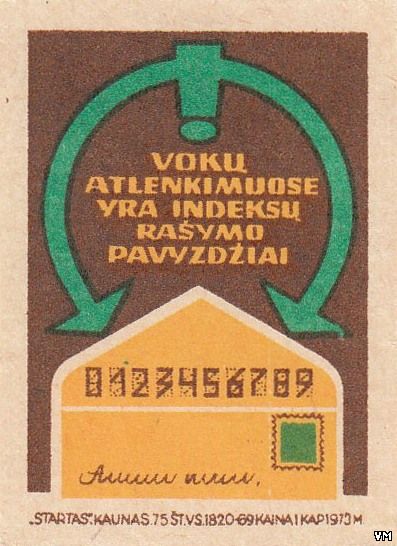 VOKŲ
ATLENKIMUOSE
YRA INDEKSŲ
RAŠYMO
PAVYZDŽIAI
0123456789
„STARTAS” KAUNAS. 75 ŠT. VS. 1820-69 KAINA 1 KAP 1973 M
VM